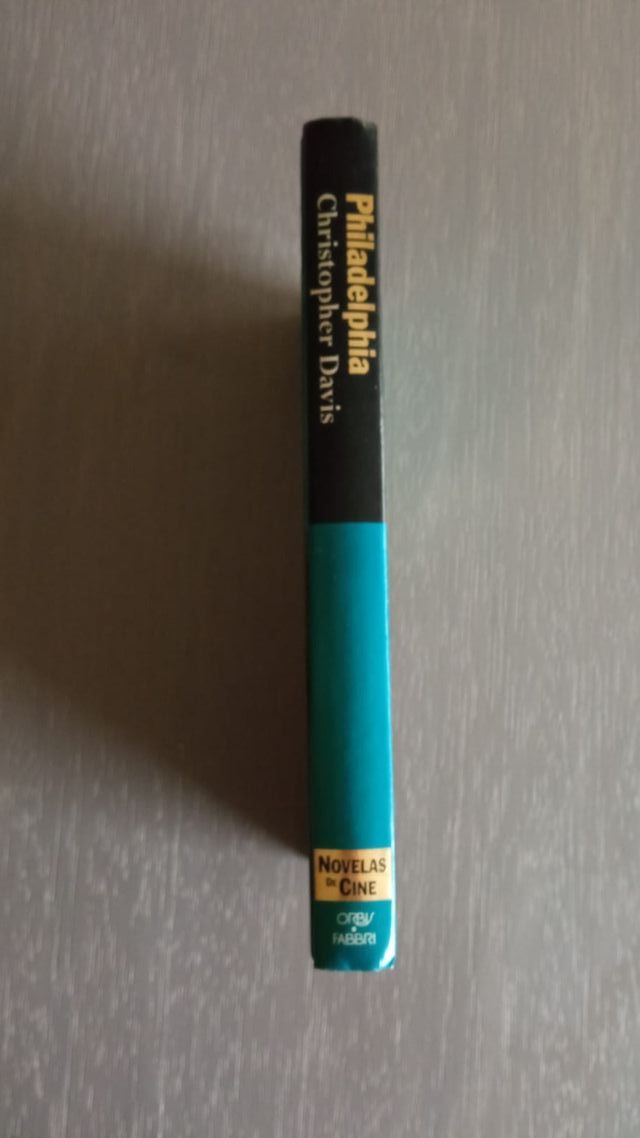 Philadelphia
Christopher Davis
NOVELAS
DE CINE
ORBIS
FABBRI